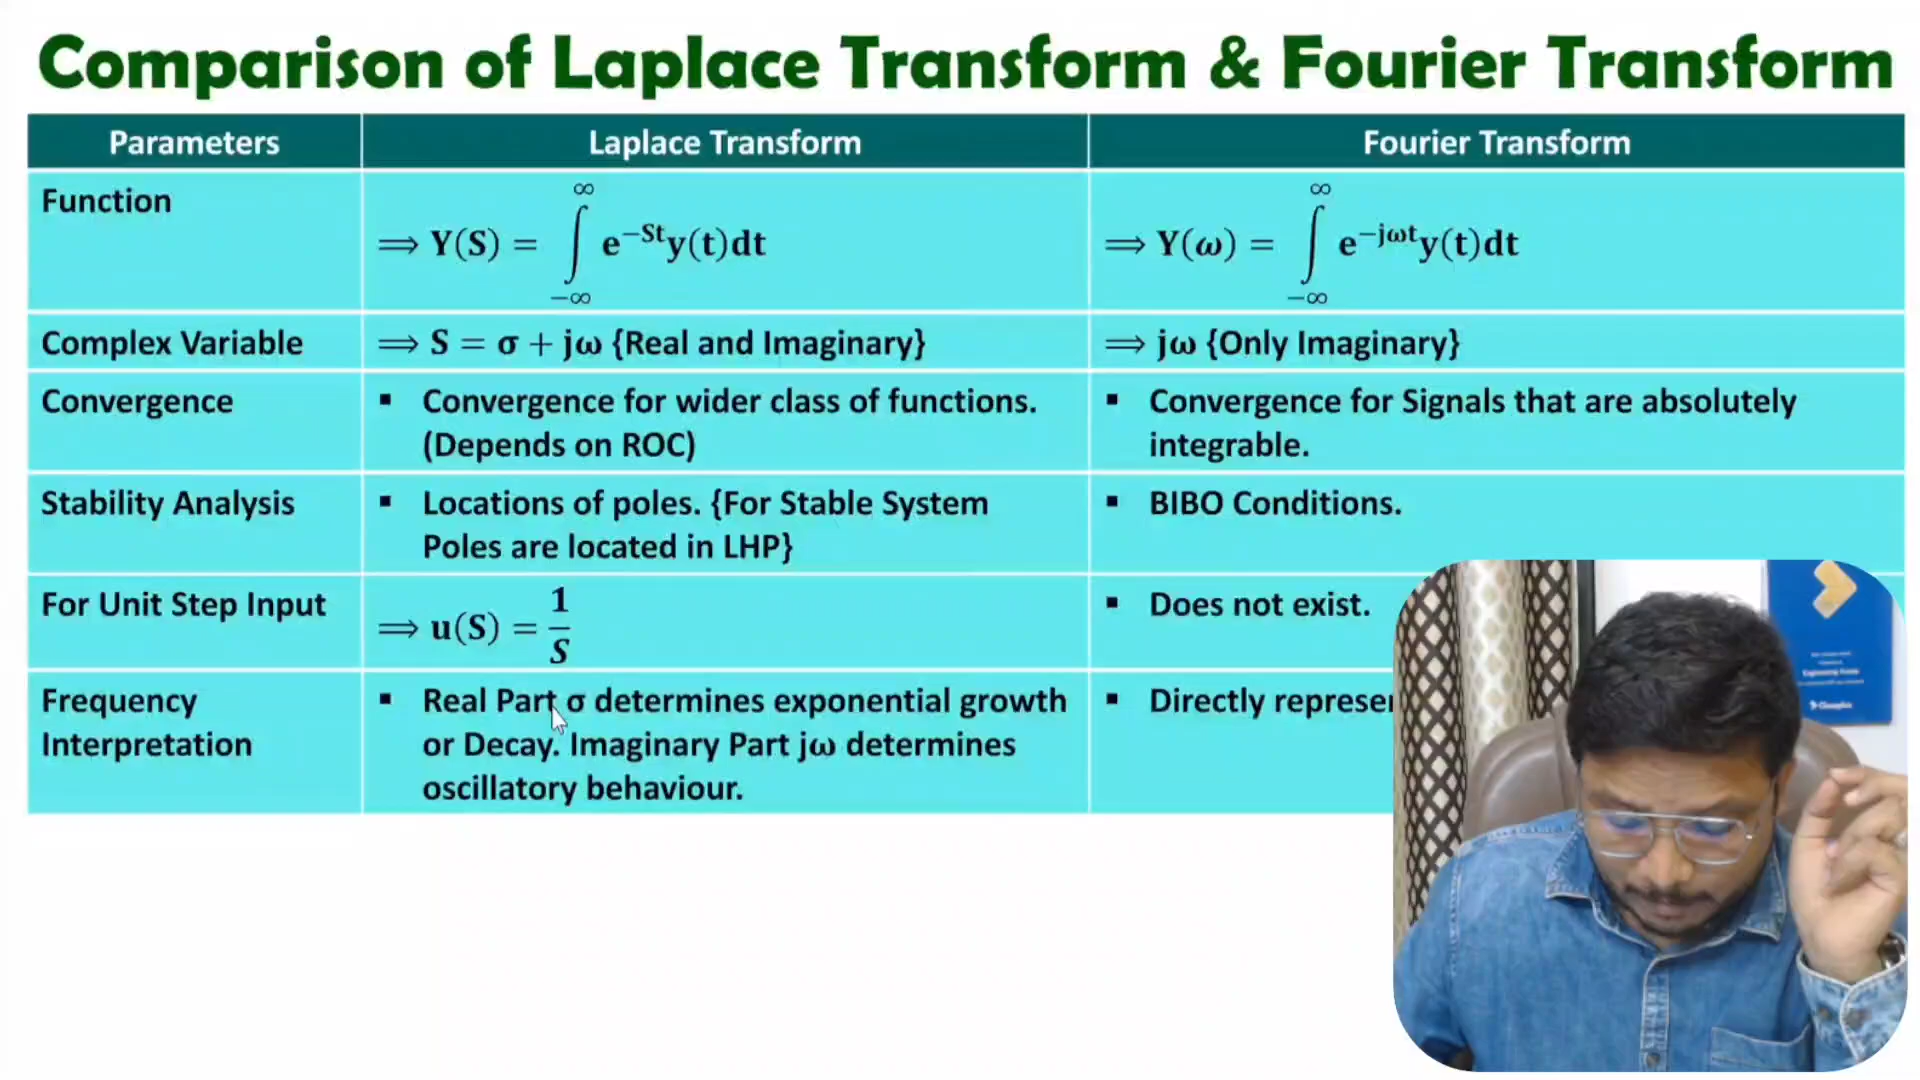 Comparison of Laplace Transform & Fourier Transform
Parameters
Laplace Transform
Fourier Transform
Function
⟹ Y(S) = ∫_{−∞}^{∞} e^{−St}y(t)dt
⟹ Y(ω) = ∫_{−∞}^{∞} e^{−jωt}y(t)dt
Complex Variable
⟹ S = σ + jω {Real and Imaginary}
⟹ jω {Only Imaginary}
Convergence
▪ Convergence for wider class of functions.
(Depends on ROC)
▪ Convergence for Signals that are absolutely
integrable.
Stability Analysis
▪ Locations of poles. {For Stable System
Poles are located in LHP}
▪ BIBO Conditions.
For Unit Step Input
⟹ u(S) = 1/S
▪ Does not exist.
Frequency
Interpretation
▪ Real Part σ determines exponential growth
or Decay. Imaginary Part jω determines
oscillatory behaviour.
▪ Directly